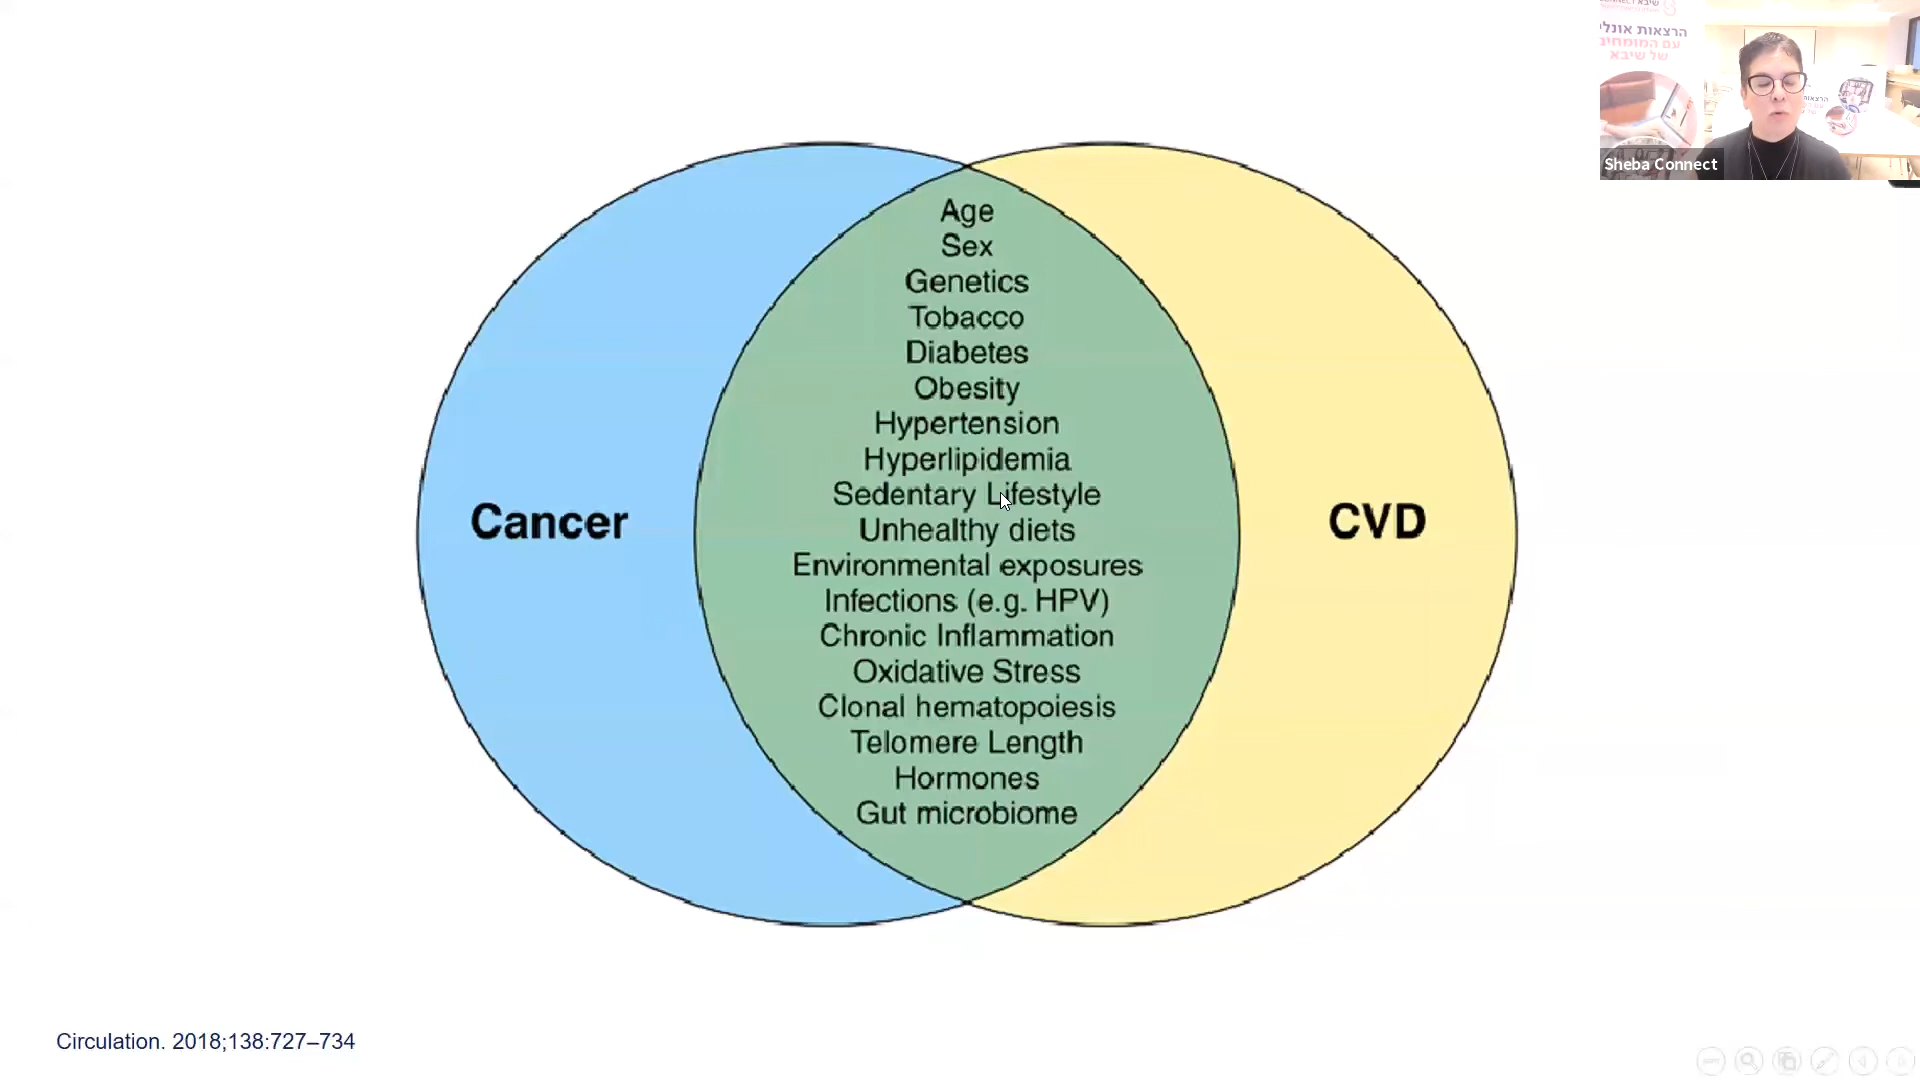 שיבא
הרצאות אונלי
עם המומחים
של שיבא
Sheba Connect
Age
Sex
Genetics
Tobacco
Diabetes
Obesity
Hypertension
Hyperlipidemia
Sedentary Lifestyle
Unhealthy diets
Environmental exposures
Infections (e.g. HPV)
Chronic Inflammation
Oxidative Stress
Clonal hematopoiesis
Telomere Length
Hormones
Gut microbiome
Cancer
CVD
Circulation. 2018;138:727–734